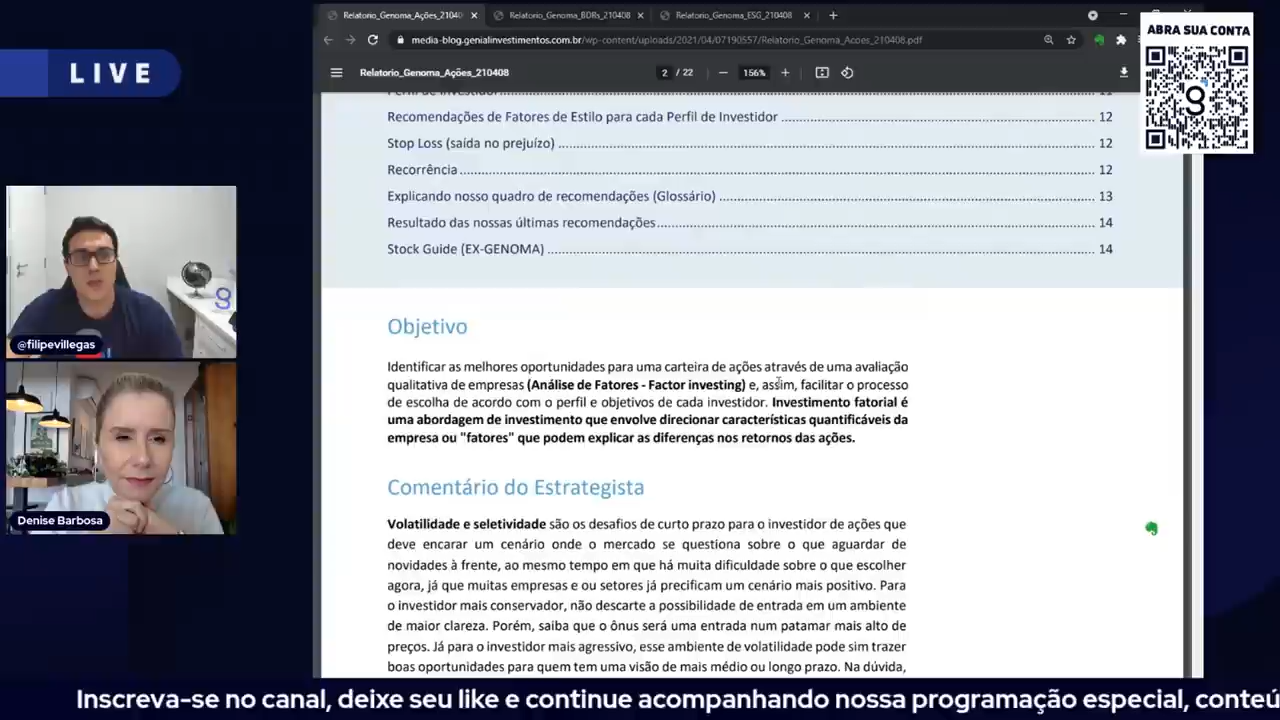 Relatorio_Genoma_Ações_21040
Relatorio_Genoma_BDRs_210408
Relatorio_Genoma_ESG_210408
media-blog.genialinvestimentos.com.br/wp-content/uploads/2021/04/07190557/Relatorio_Genoma_Acoes_210408.pdf
Relatorio_Genoma_Ações_210408
2 / 22
156%
ABRA SUA CONTA
LIVE
Perfil de Investidor 11
Recomendações de Fatores de Estilo para cada Perfil de Investidor 12
Stop Loss (saída no prejuízo) 12
Recorrência 12
Explicando nosso quadro de recomendações (Glossário) 13
Resultado das nossas últimas recomendações 14
Stock Guide (EX-GENOMA) 14
Objetivo
Identificar as melhores oportunidades para uma carteira de ações através de uma avaliação
qualitativa de empresas (Análise de Fatores - Factor investing) e, assim, facilitar o processo
de escolha de acordo com o perfil e objetivos de cada investidor. Investimento fatorial é
uma abordagem de investimento que envolve direcionar características quantificáveis da
empresa ou "fatores" que podem explicar as diferenças nos retornos das ações.
Comentário do Estrategista
Volatilidade e seletividade são os desafios de curto prazo para o investidor de ações que
deve encarar um cenário onde o mercado se questiona sobre o que aguardar de
novidades à frente, ao mesmo tempo em que há muita dificuldade sobre o que escolher
agora, já que muitas empresas e ou setores já precificam um cenário mais positivo. Para
o investidor mais conservador, não descarte a possibilidade de entrada em um ambiente
de maior clareza. Porém, saiba que o ônus será uma entrada num patamar mais alto de
preços. Já para o investidor mais agressivo, esse ambiente de volatilidade pode sim trazer
boas oportunidades para quem tem uma visão de mais médio ou longo prazo. Na dúvida,
@filipevillegas
Denise Barbosa
Inscreva-se no canal, deixe seu like e continue acompanhando nossa programação especial, conteú